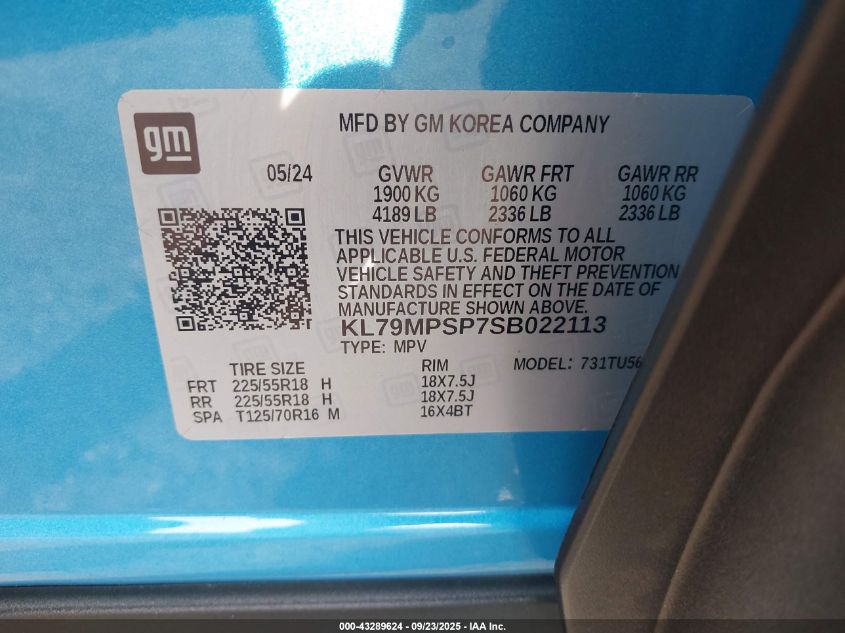 gm
MFD BY GM KOREA COMPANY
05/24 GVWR GAWR FRT GAWR RR
1900 KG 1060 KG 1060 KG
4189 LB 2336 LB 2336 LB
THIS VEHICLE CONFORMS TO ALL
APPLICABLE U.S. FEDERAL MOTOR
VEHICLE SAFETY AND THEFT PREVENTION
STANDARDS IN EFFECT ON THE DATE OF
MANUFACTURE SHOWN ABOVE.
KL79MPSP7SB022113
TYPE: MPV MODEL: 731TU56
TIRE SIZE RIM
FRT 225/55R18 H 18X7.5J
RR 225/55R18 H 18X7.5J
SPA T125/70R16 M 16X4BT
000-43289624 - 09/23/2025 - IAA Inc.